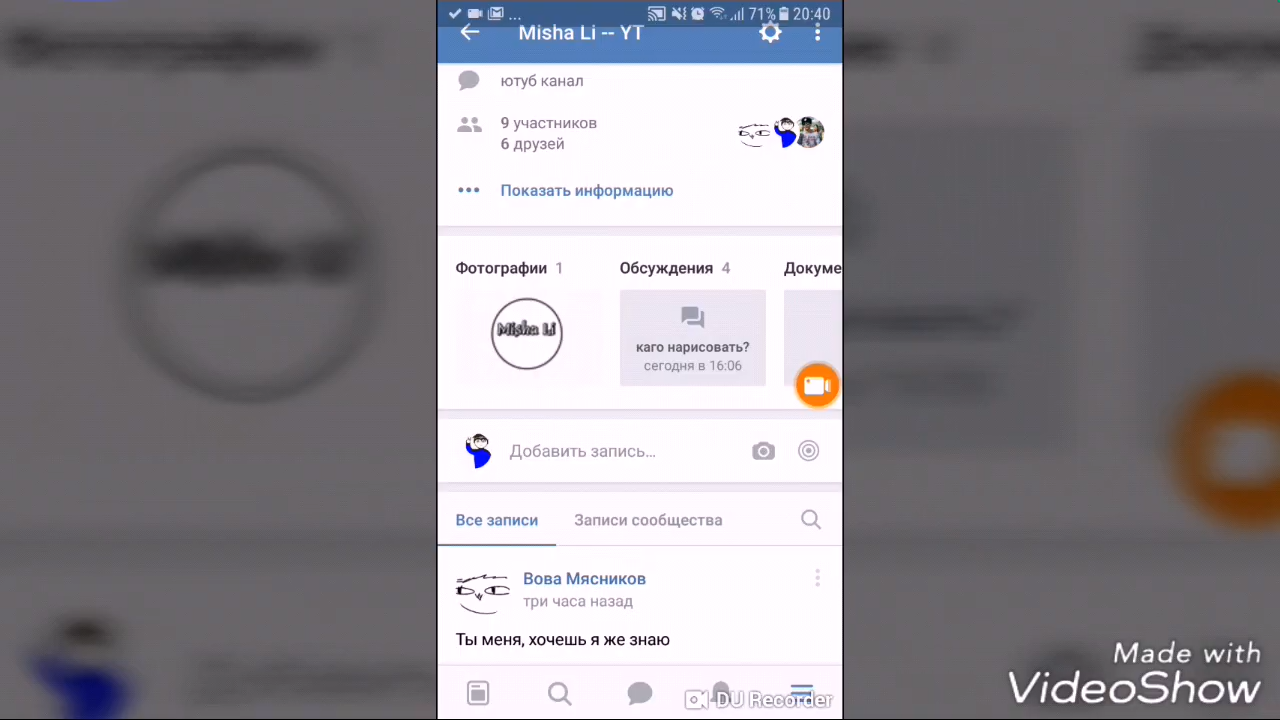 ... 71% 20:40
Misha Li -- YT
ютуб канал
9 участников
6 друзей
Показать информацию
Фотографии 1
Обсуждения 4
Докуме
Misha Li
каго нарисовать?
сегодня в 16:06
Добавить запись...
Все записи
Записи сообщества
Вова Мясников
три часа назад
Ты меня, хочешь я же знаю
DU Recorder
Made with
VideoShow